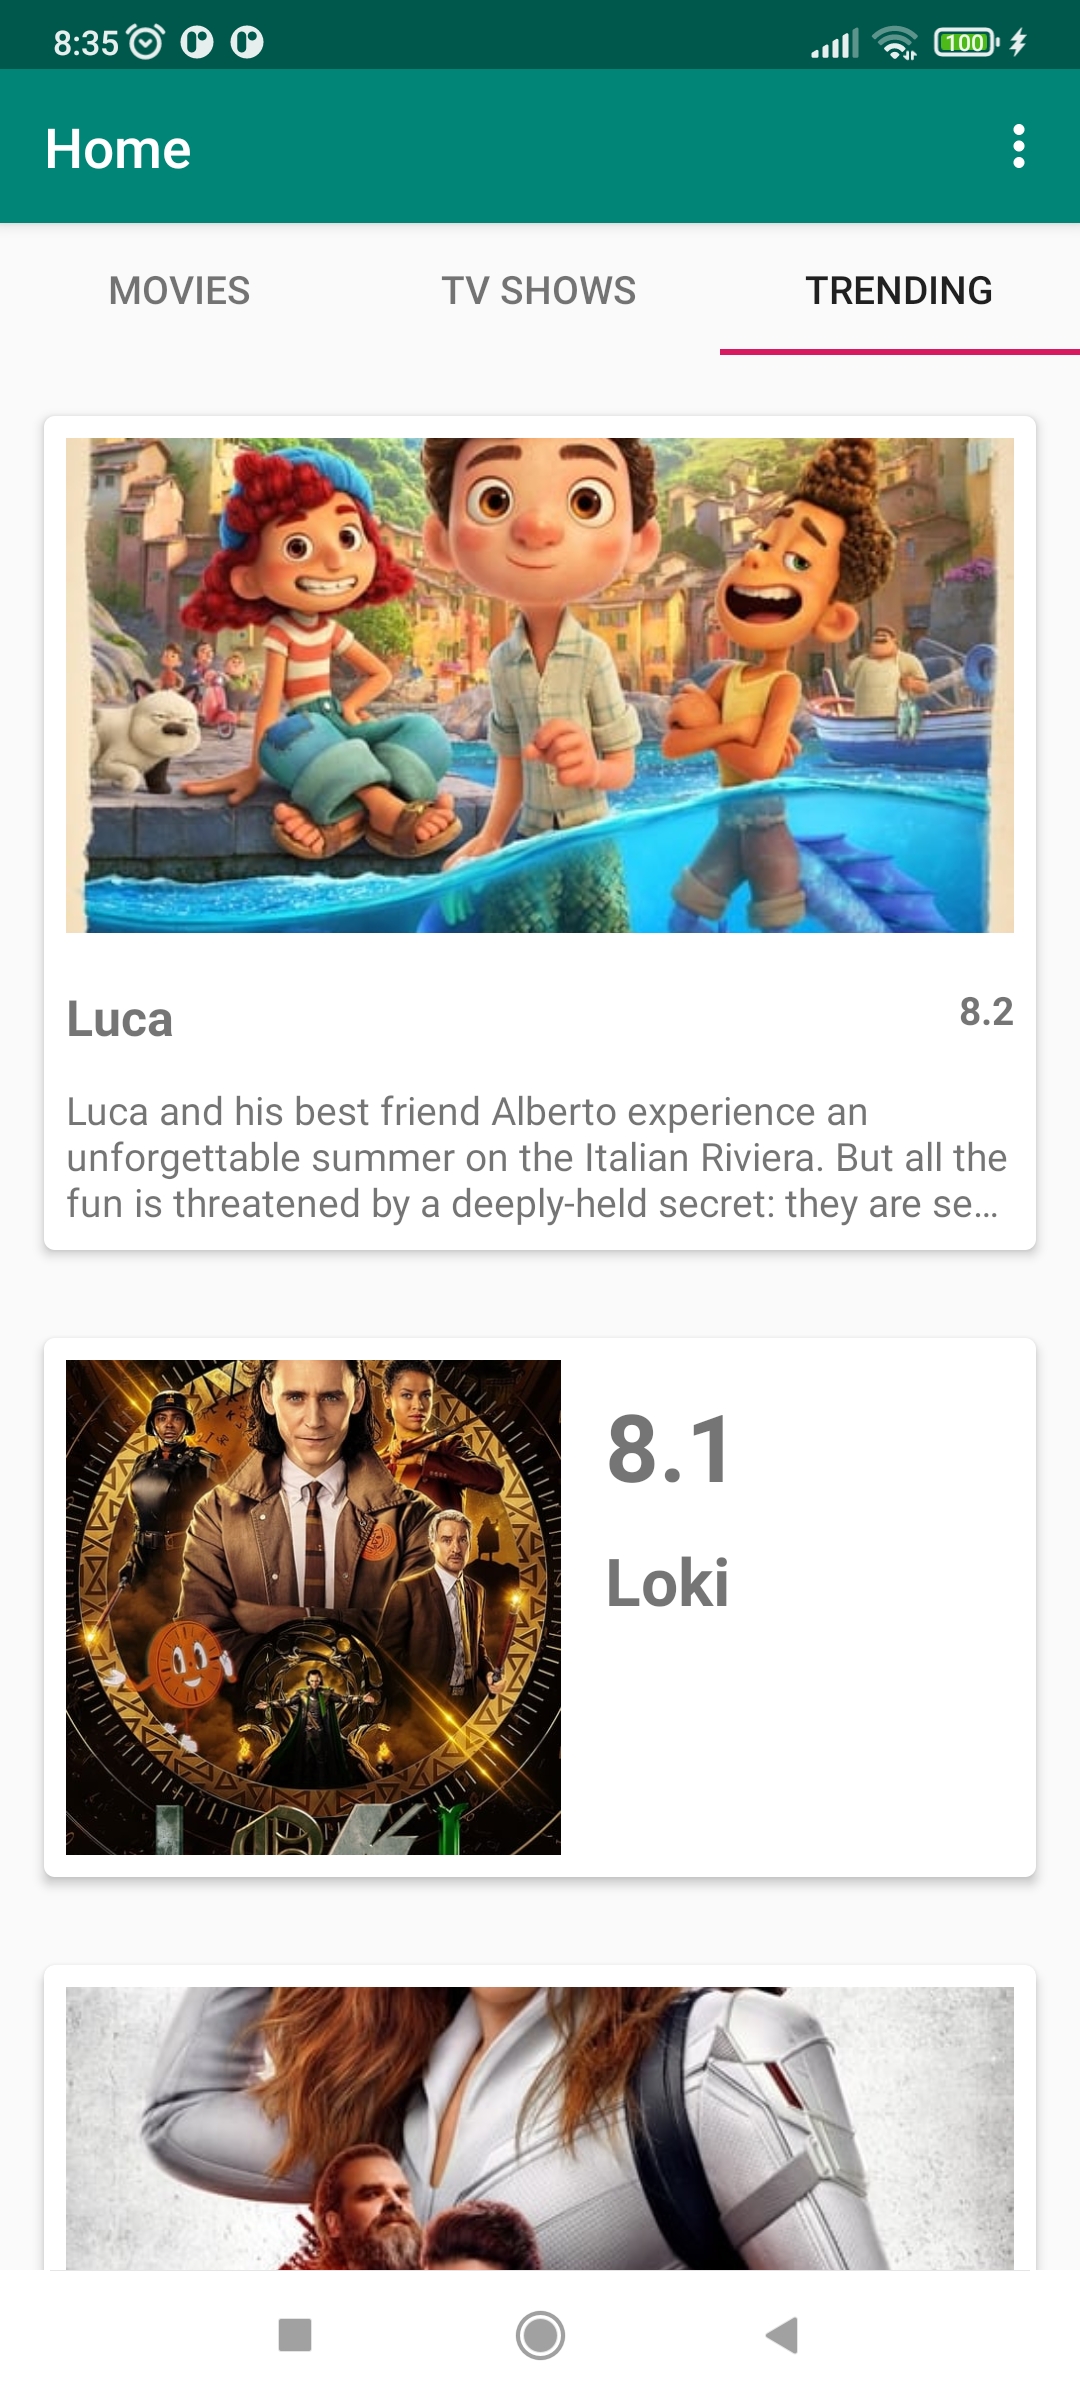 8:35
100
Home
MOVIES
TV SHOWS
TRENDING
Luca
8.2
Luca and his best friend Alberto experience an
unforgettable summer on the Italian Riviera. But all the
fun is threatened by a deeply-held secret: they are se…
8.1
Loki
LOKI